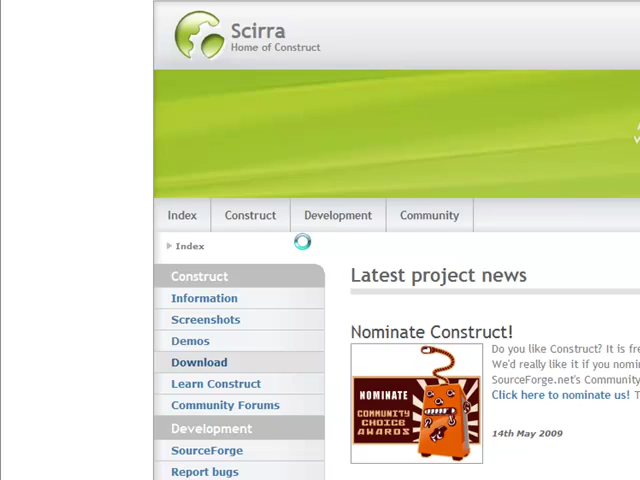 Scirra
Home of Construct
Index
Construct
Development
Community
Index
Construct
Information
Screenshots
Demos
Download
Learn Construct
Community Forums
Development
SourceForge
Report bugs
Latest project news
Nominate Construct!
NOMINATE
COMMUNITY
CHOICE
AWARDS
Do you like Construct? It is fre
We'd really like it if you nomin
SourceForge.net's Community
Click here to nominate us! T
14th May 2009